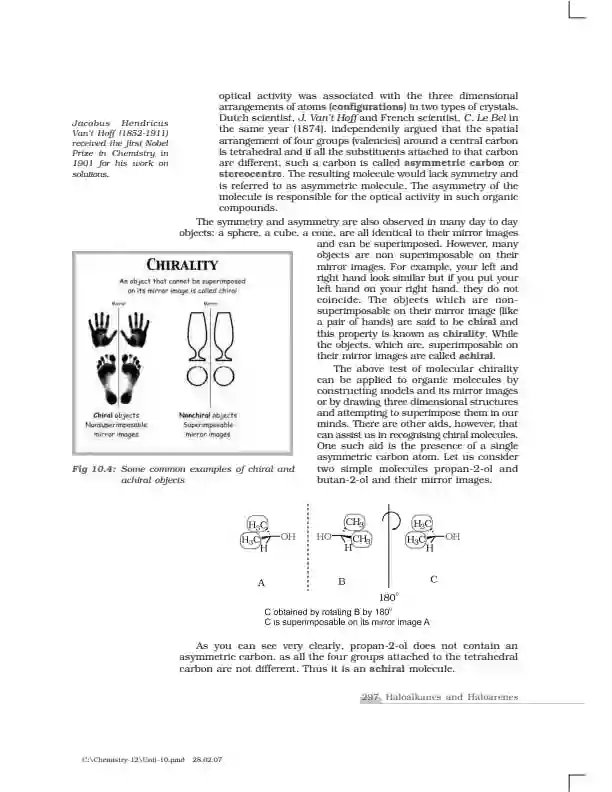 optical activity was associated with the three dimensional
arrangements of atoms (configurations) in two types of crystals.
Dutch scientist, J. Van't Hoff and French scientist, C. Le Bel in
the same year (1874), independently argued that the spatial
arrangement of four groups (valencies) around a central carbon
is tetrahedral and if all the substituents attached to that carbon
are different, such a carbon is called asymmetric carbon or
stereocentre. The resulting molecule would lack symmetry and
is referred to as asymmetric molecule. The asymmetry of the
molecule is responsible for the optical activity in such organic
compounds.
Jacobus Hendricus
Van't Hoff (1852-1911)
received the first Nobel
Prize in Chemistry in
1901 for his work on
solutions.
The symmetry and asymmetry are also observed in many day to day
objects: a sphere, a cube, a cone, are all identical to their mirror images
and can be superimposed. However, many
objects are non superimposable on their
mirror images. For example, your left and
right hand look similar but if you put your
left hand on your right hand, they do not
coincide. The objects which are non-
superimposable on their mirror image (like
a pair of hands) are said to be chiral and
this property is known as chirality. While
the objects, which are, superimposable on
their mirror images are called achiral.
The above test of molecular chirality
can be applied to organic molecules by
constructing models and its mirror images
or by drawing three dimensional structures
and attempting to superimpose them in our
minds. There are other aids, however, that
can assist us in recognising chiral molecules.
One such aid is the presence of a single
asymmetric carbon atom. Let us consider
two simple molecules propan-2-ol and
butan-2-ol and their mirror images.
CHIRALITY
An object that cannot be superimposed
on its mirror image is called chiral
Mirror Mirror
Chiral objects
Nonsuperimposable
mirror images
Nonchiral objects
Superimposable
mirror images
Fig 10.4: Some common examples of chiral and
achiral objects
H3C CH3 H3C
H3C OH HO CH3 H3C OH
H H H
A B C
180°
C obtained by rotating B by 180°
C is superimposable on its mirror image A
As you can see very clearly, propan-2-ol does not contain an
asymmetric carbon, as all the four groups attached to the tetrahedral
carbon are not different. Thus it is an achiral molecule.
297 Haloalkanes and Haloarenes
C:\Chemistry-12\Unit-10.pmd 28.02.07